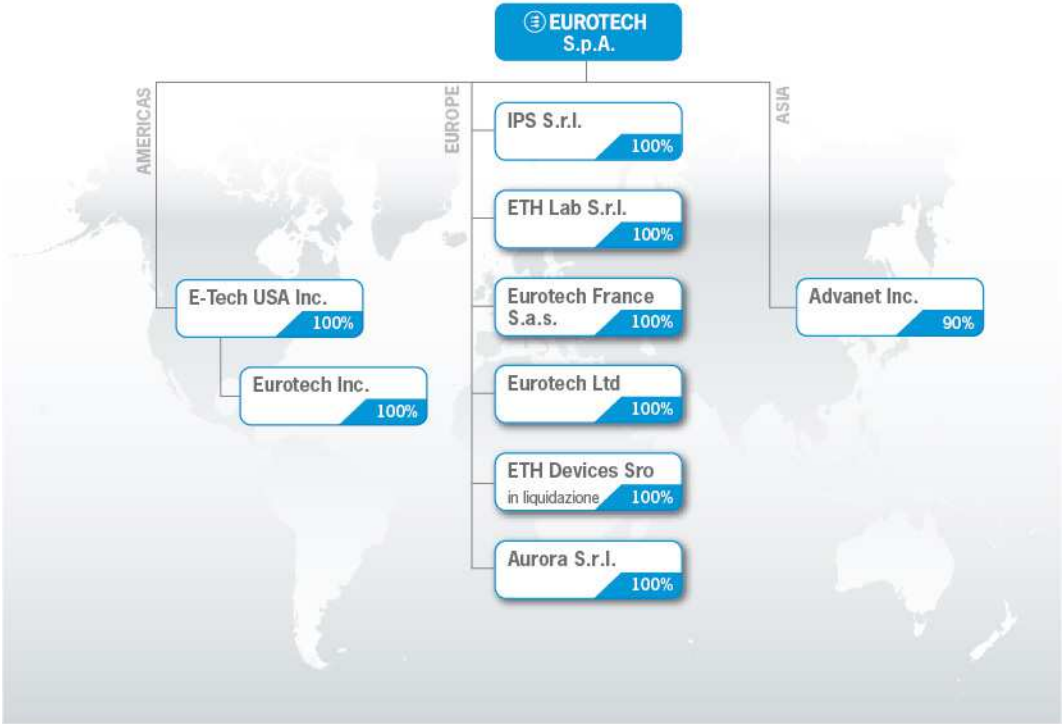 EUROTECH
S.p.A.
AMERICAS
EUROPE
ASIA
IPS S.r.l.
100%
ETH Lab S.r.l.
100%
E-Tech USA Inc.
100%
Eurotech France
S.a.s.
100%
Advanet Inc.
90%
Eurotech Inc.
100%
Eurotech Ltd
100%
ETH Devices Sro
in liquidazione
100%
Aurora S.r.l.
100%